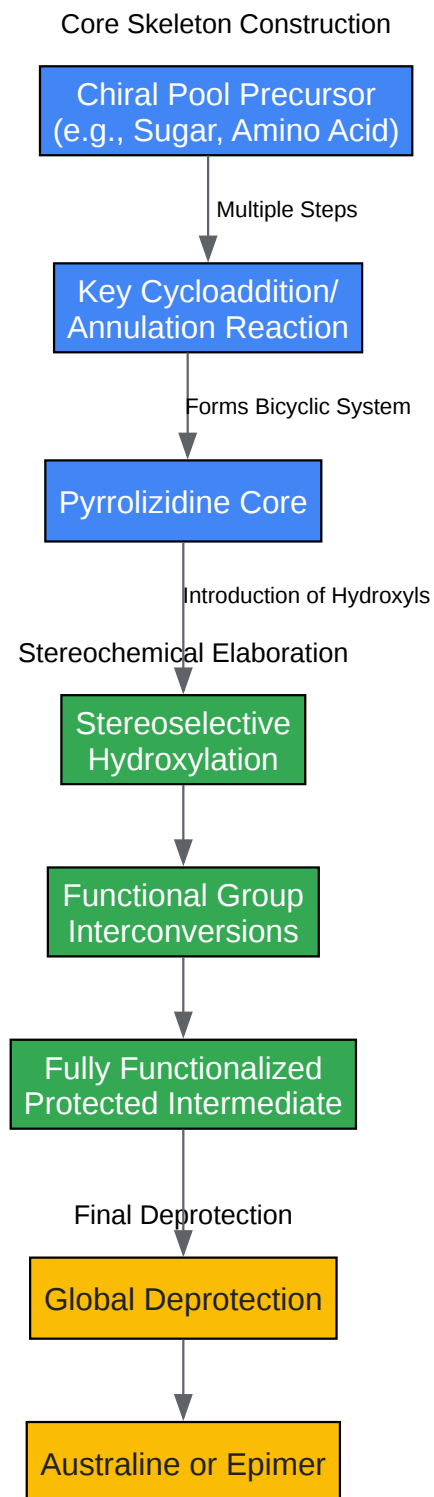 Core Skeleton Construction
Chiral Pool Precursor
(e.g., Sugar, Amino Acid)
Multiple Steps
Key Cycloaddition/
Annulation Reaction
Forms Bicyclic System
Pyrrolizidine Core
Introduction of Hydroxyls
Stereochemical Elaboration
Stereoselective
Hydroxylation
Functional Group
Interconversions
Fully Functionalized
Protected Intermediate
Final Deprotection
Global Deprotection
Australine or Epimer